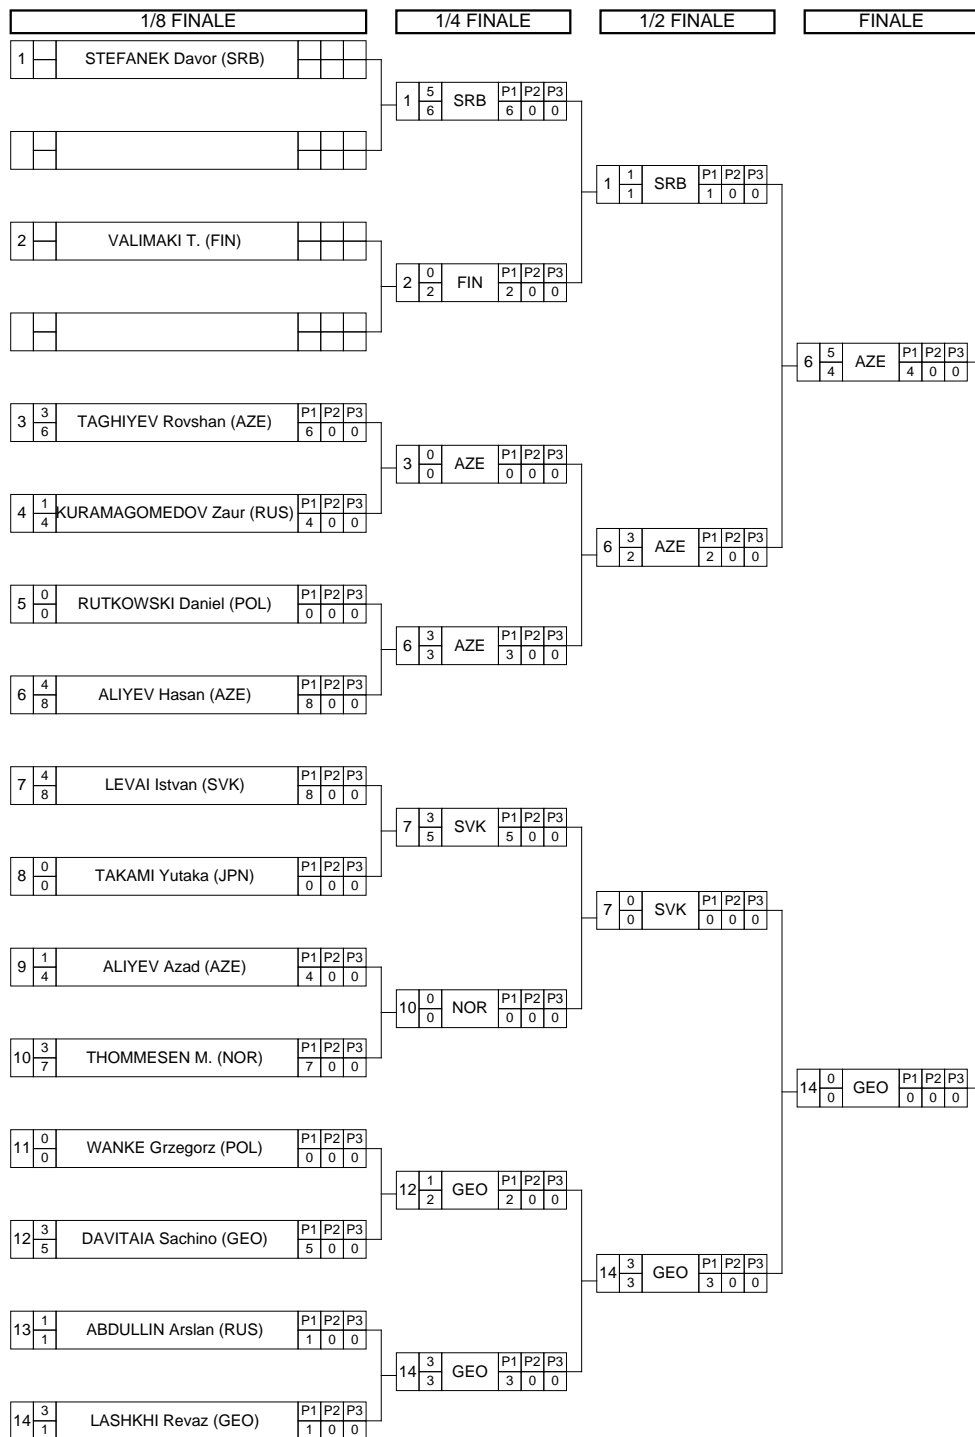 1/8 FINALE 1/4 FINALE 1/2 FINALE FINALE
1 STEFANEK Davor (SRB)
1 5 6 SRB P1 P2 P3 6 0 0
1 1 1 SRB P1 P2 P3 1 0 0
2 VALIMAKI T. (FIN)
2 0 2 FIN P1 P2 P3 2 0 0
6 5 4 AZE P1 P2 P3 4 0 0
3 3 6 TAGHIYEV Rovshan (AZE) P1 P2 P3 6 0 0
3 0 0 AZE P1 P2 P3 0 0 0
4 1 4 KURAMAGOMEDOV Zaur (RUS) P1 P2 P3 4 0 0
6 3 2 AZE P1 P2 P3 2 0 0
5 0 0 RUTKOWSKI Daniel (POL) P1 P2 P3 0 0 0
6 3 3 AZE P1 P2 P3 3 0 0
6 4 8 ALIYEV Hasan (AZE) P1 P2 P3 8 0 0
7 4 8 LEVAI Istvan (SVK) P1 P2 P3 8 0 0
7 3 5 SVK P1 P2 P3 5 0 0
8 0 0 TAKAMI Yutaka (JPN) P1 P2 P3 0 0 0
7 0 0 SVK P1 P2 P3 0 0 0
9 1 4 ALIYEV Azad (AZE) P1 P2 P3 4 0 0
10 0 0 NOR P1 P2 P3 0 0 0
10 3 7 THOMMESEN M. (NOR) P1 P2 P3 7 0 0
14 0 0 GEO P1 P2 P3 0 0 0
11 0 0 WANKE Grzegorz (POL) P1 P2 P3 0 0 0
12 1 2 GEO P1 P2 P3 2 0 0
12 3 5 DAVITAIA Sachino (GEO) P1 P2 P3 5 0 0
14 3 3 GEO P1 P2 P3 3 0 0
13 1 1 ABDULLIN Arslan (RUS) P1 P2 P3 1 0 0
14 3 3 GEO P1 P2 P3 3 0 0
14 3 1 LASHKHI Revaz (GEO) P1 P2 P3 1 0 0